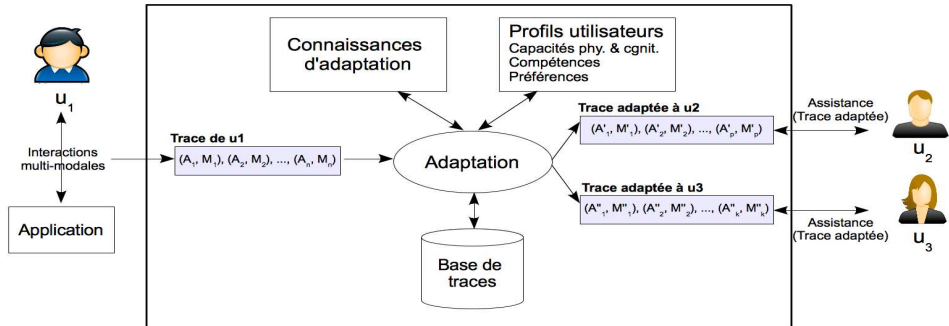 u1
Interactions
multi-modales
Application
Trace de u1
(A1, M1), (A2, M2), ..., (An, Mn)
Connaissances
d'adaptation
Profils utilisateurs
Capacités phy. & cgnit.
Compétences
Préférences
Adaptation
Base de
traces
Trace adaptée à u2
(A'1, M'1), (A'2, M'2), ..., (A'p, M'p)
Trace adaptée à u3
(A"1, M"1), (A"2, M"2), ..., (A"k, M"k)
Assistance
(Trace adaptée)
u2
Assistance
(Trace adaptée)
u3